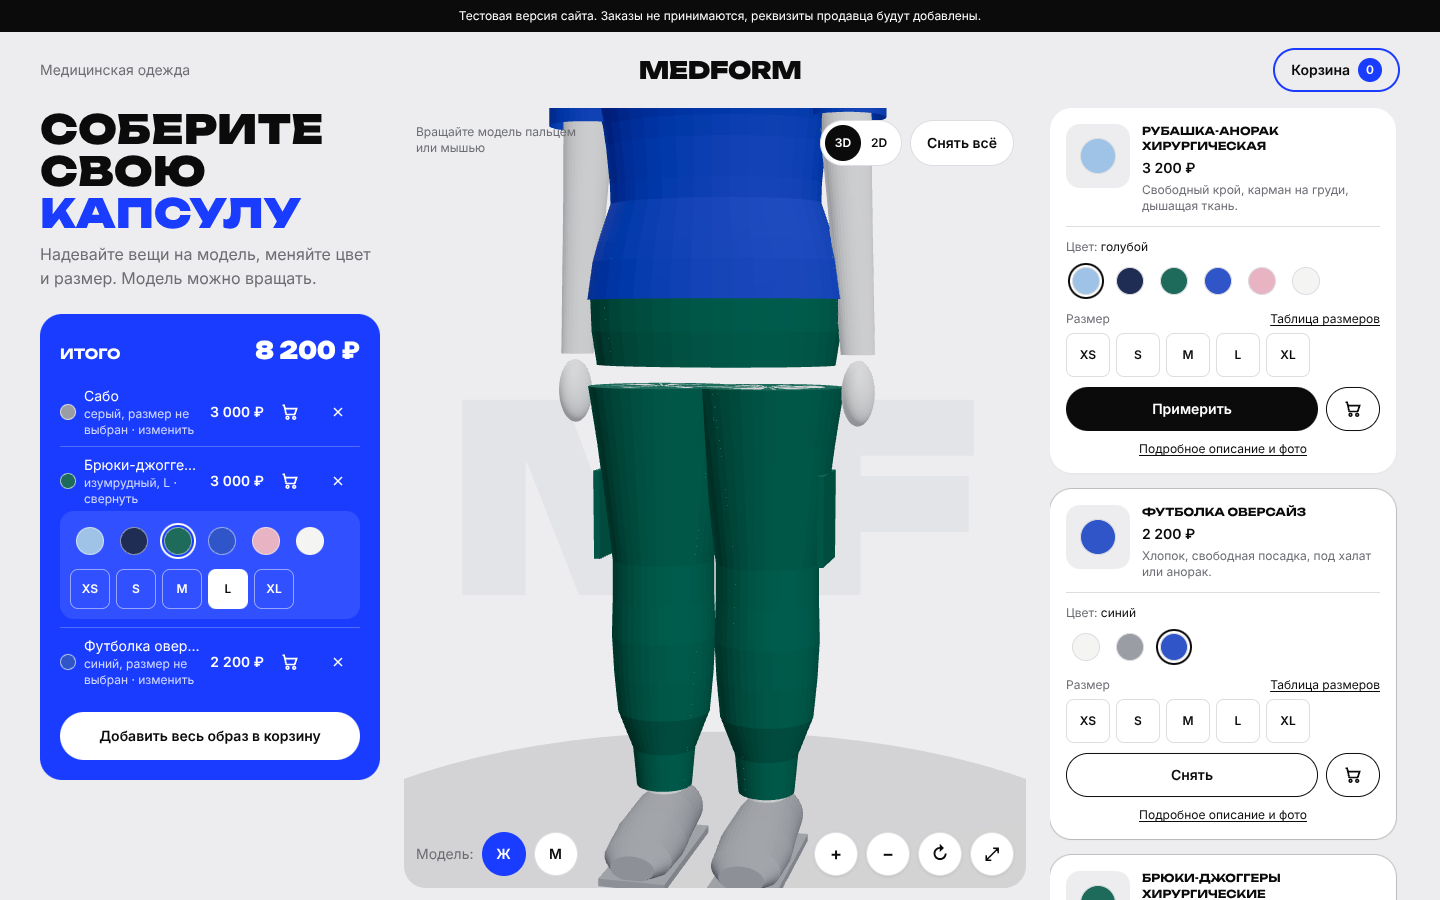 Тестовая версия сайта. Заказы не принимаются, реквизиты продавца будут добавлены.
Медицинская одежда
MEDFORM
Корзина 0
СОБЕРИТЕ
СВОЮ
КАПСУЛУ
Надевайте вещи на модель, меняйте цвет
и размер. Модель можно вращать.
ИТОГО 8 200 ₽
Сабо
серый, размер не
выбран · изменить
3 000 ₽
Брюки-джогге...
изумрудный, L ·
свернуть
3 000 ₽
XS S M L XL
Футболка овер...
синий, размер не
выбран · изменить
2 200 ₽
Добавить весь образ в корзину
Вращайте модель пальцем
или мышью
3D 2D
Снять всё
Модель: Ж М
РУБАШКА-АНОРАК
ХИРУРГИЧЕСКАЯ
3 200 ₽
Свободный крой, карман на груди,
дышащая ткань.
Цвет: голубой
Размер Таблица размеров
XS S M L XL
Примерить
Подробное описание и фото
ФУТБОЛКА ОВЕРСАЙЗ
2 200 ₽
Хлопок, свободная посадка, под халат
или анорак.
Цвет: синий
Размер Таблица размеров
XS S M L XL
Снять
Подробное описание и фото
БРЮКИ-ДЖОГГЕРЫ
ХИРУРГИЧЕСКИЕ